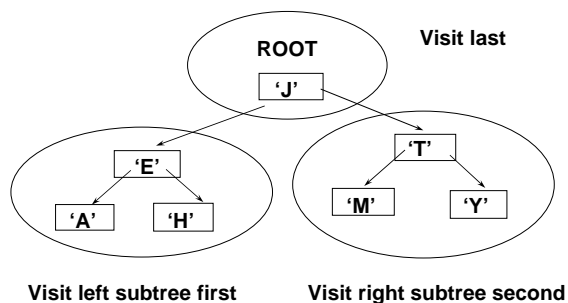 ROOT
Visit last
‘J’
‘T’
‘E’
‘A’
‘H’
‘M’
‘Y’
Visit left subtree first
Visit right subtree second